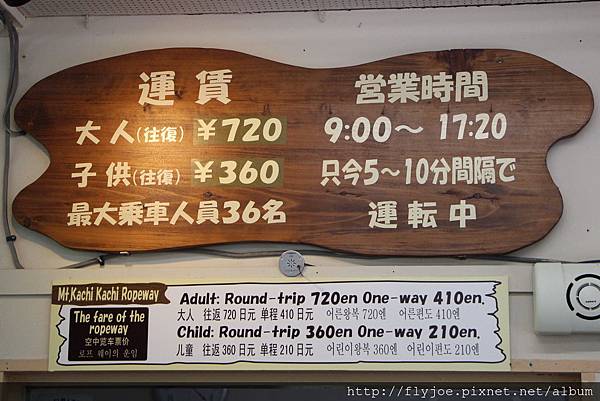 運賃
大人(往復) ¥720
子供(往復) ¥360
最大乗車人員36名
営業時間
9:00～17:20
只今5～10分間隔で
運転中
Mt.Kachi Kachi Ropeway
The fare of the
ropeway
空中览车票价
로프 웨이의 운임
Adult: Round-trip 720en One-way 410en.
大人 往返 720 日元 单程 410 日元 어른왕복 720엔 어른편도 410엔
Child: Round-trip 360en One-way 210en.
儿童 往返 360 日元 单程 210 日元 어린이왕복 360엔 어린이편도 210엔
http://flyjoe.pixnet.net/album